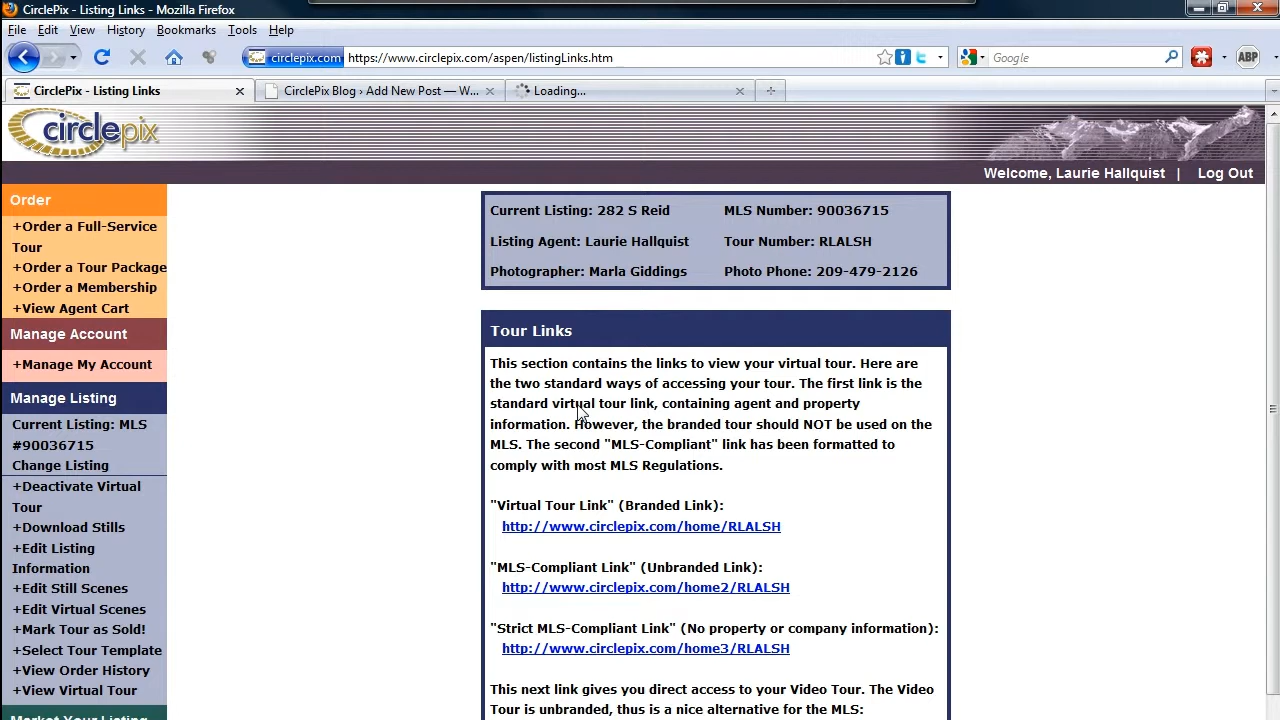 CirclePix - Listing Links - Mozilla Firefox
File Edit View History Bookmarks Tools Help
circlepix.com https://www.circlepix.com/aspen/listingLinks.htm
Google
ABP
CirclePix - Listing Links
CirclePix Blog › Add New Post — W...
Loading...
circlepix
Welcome, Laurie Hallquist | Log Out
Order
+Order a Full-Service
Tour
+Order a Tour Package
+Order a Membership
+View Agent Cart
Manage Account
+Manage My Account
Manage Listing
Current Listing: MLS
#90036715
Change Listing
+Deactivate Virtual
Tour
+Download Stills
+Edit Listing
Information
+Edit Still Scenes
+Edit Virtual Scenes
+Mark Tour as Sold!
+Select Tour Template
+View Order History
+View Virtual Tour
Market Your Listing
Current Listing: 282 S Reid MLS Number: 90036715
Listing Agent: Laurie Hallquist Tour Number: RLALSH
Photographer: Marla Giddings Photo Phone: 209-479-2126
Tour Links
This section contains the links to view your virtual tour. Here are
the two standard ways of accessing your tour. The first link is the
standard virtual tour link, containing agent and property
information. However, the branded tour should NOT be used on the
MLS. The second "MLS-Compliant" link has been formatted to
comply with most MLS Regulations.
"Virtual Tour Link" (Branded Link):
http://www.circlepix.com/home/RLALSH
"MLS-Compliant Link" (Unbranded Link):
http://www.circlepix.com/home2/RLALSH
"Strict MLS-Compliant Link" (No property or company information):
http://www.circlepix.com/home3/RLALSH
This next link gives you direct access to your Video Tour. The Video
Tour is unbranded, thus is a nice alternative for the MLS: